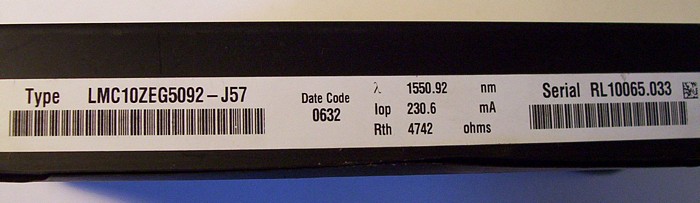 Type LMC10ZEG5092-J57
Date Code
0632
λ 1550.92 nm
Iop 230.6 mA
Rth 4742 ohms
Serial RL10065.033